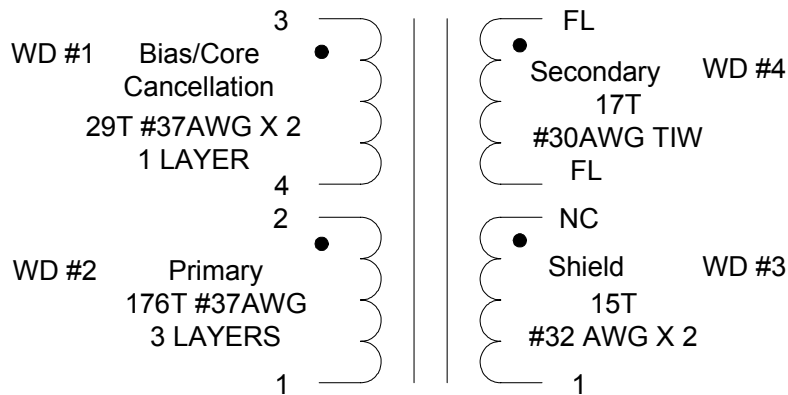 3
WD #1
Bias/Core
Cancellation
29T #37AWG X 2
1 LAYER
4
2
WD #2
Primary
176T #37AWG
3 LAYERS
1
FL
Secondary
WD #4
17T
#30AWG TIW
FL
NC
Shield
WD #3
15T
#32 AWG X 2
1